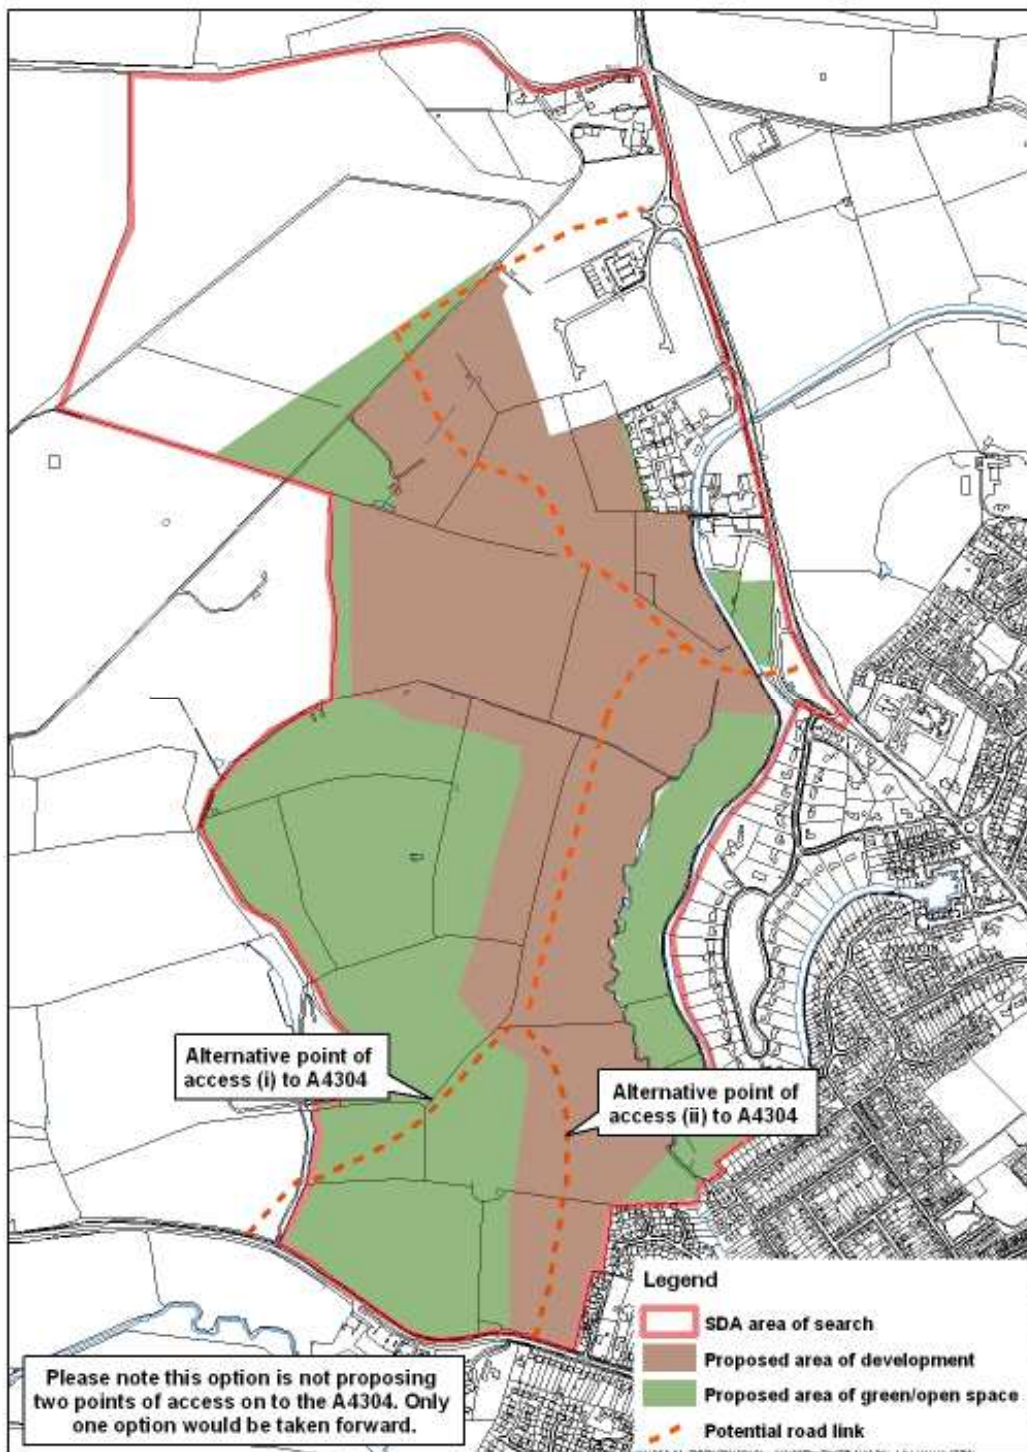 Alternative point of
access (i) to A4304
Alternative point of
access (ii) to A4304
Legend
SDA area of search
Proposed area of development
Proposed area of green/open space
Potential road link
Please note this option is not proposing
two points of access on to the A4304. Only
one option would be taken forward.